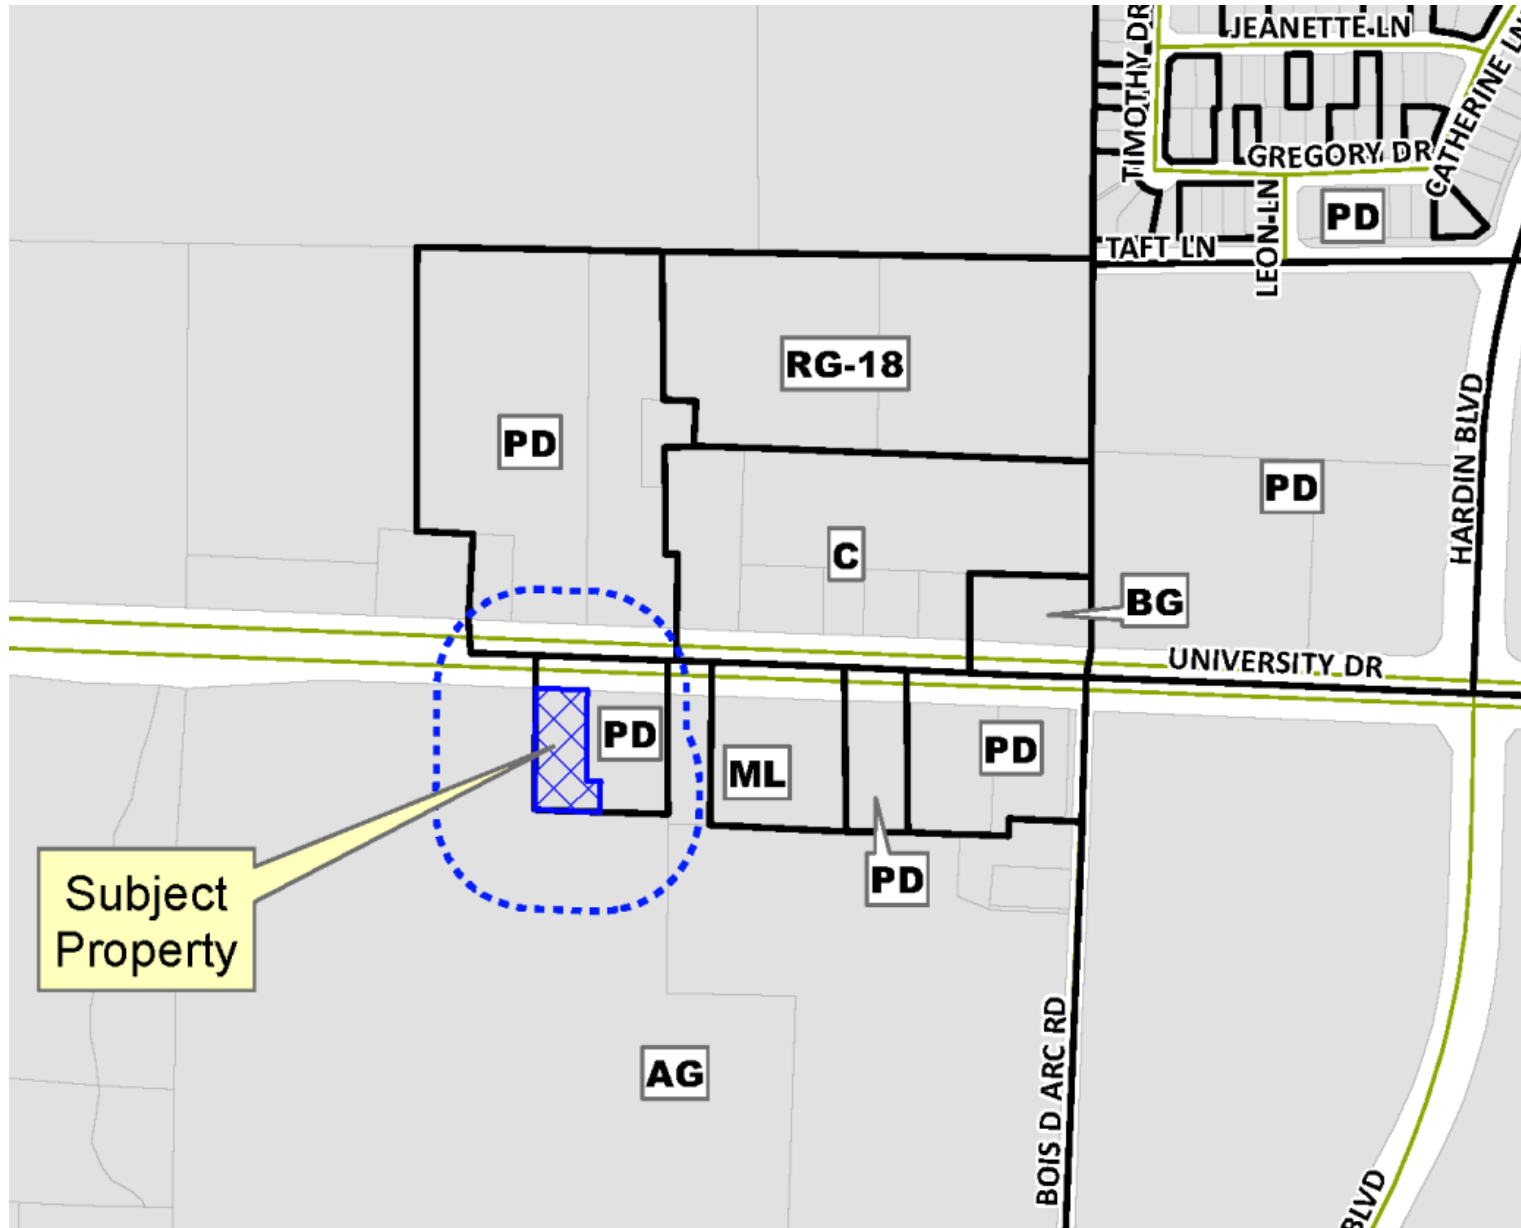 JEANETTE LN
TIMOTHY DR
CATHERINE LN
GREGORY DR
LEON LN
PD
TAFT LN
RG-18
PD
PD
HARDIN BLVD
C
BG
UNIVERSITY DR
PD
ML
PD
PD
Subject
Property
AG
BOIS D ARC RD
BLVD